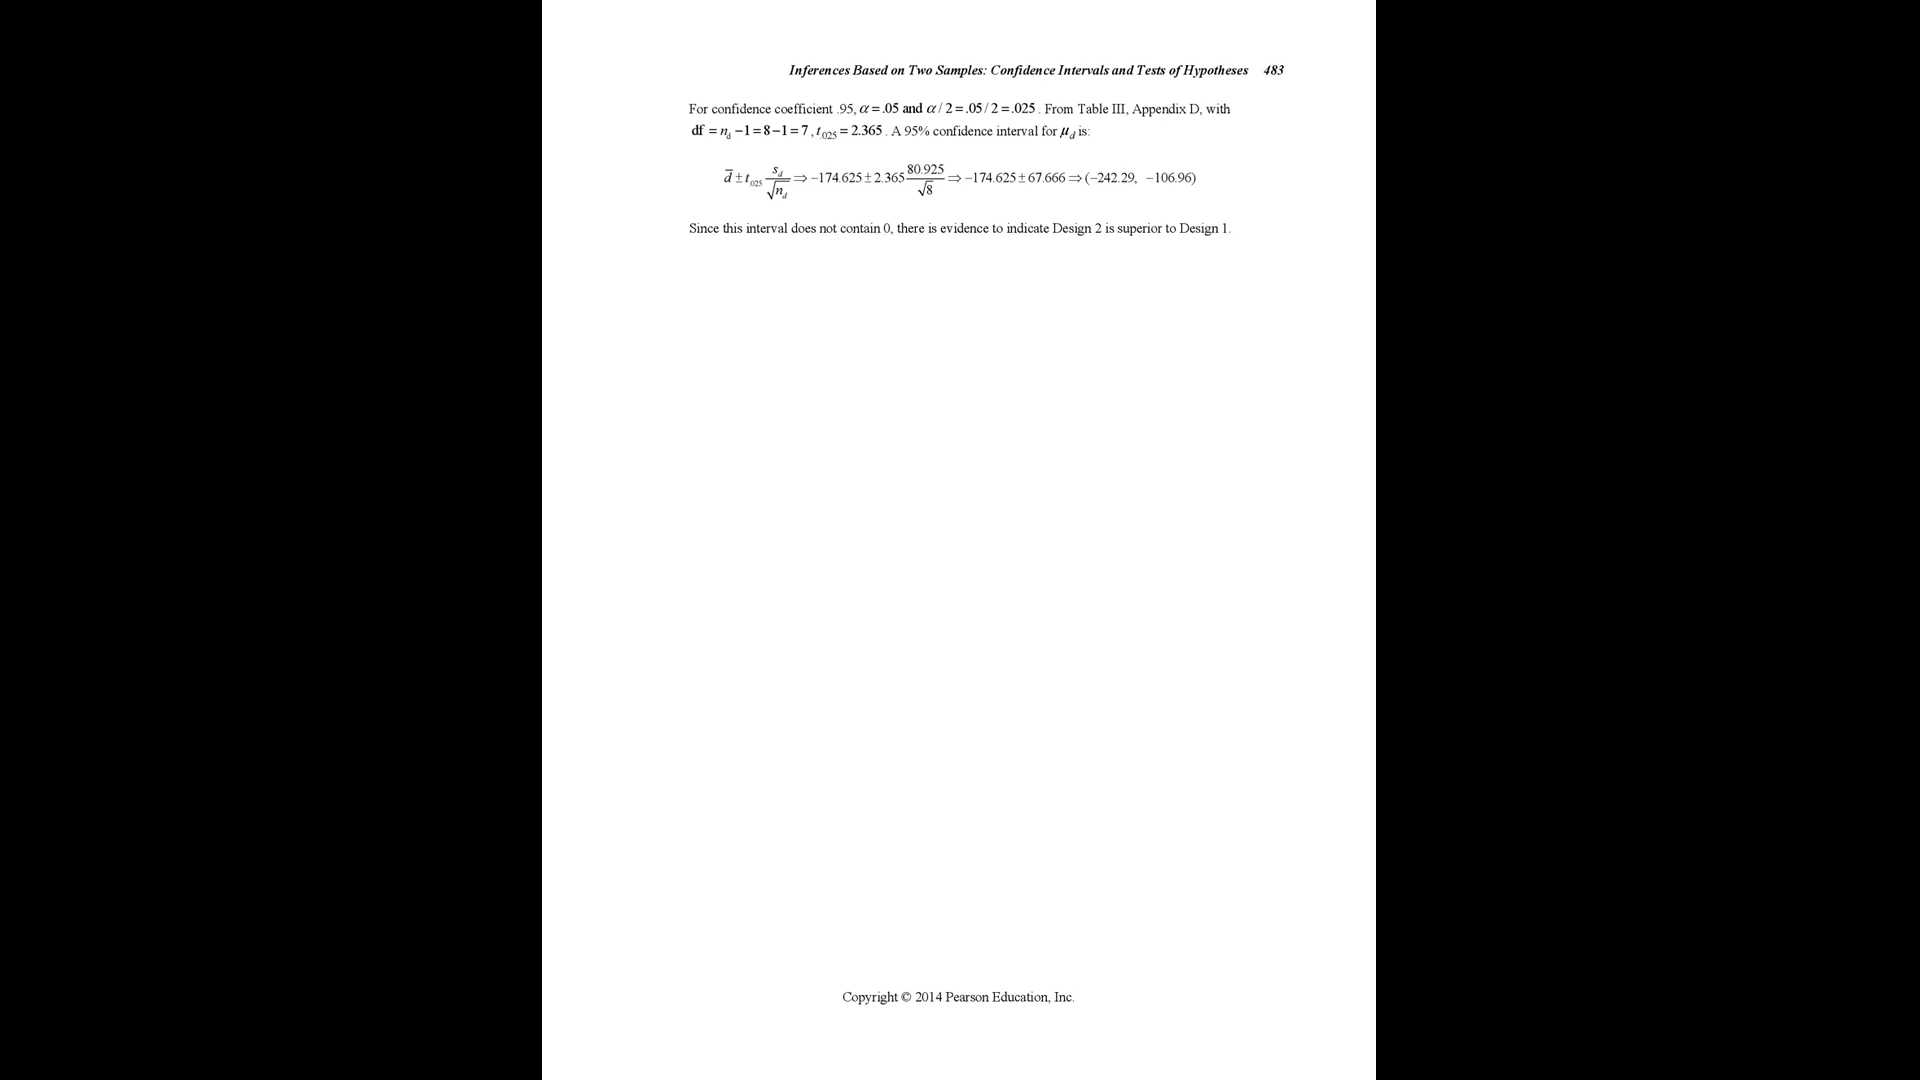 Inferences Based on Two Samples: Confidence Intervals and Tests of Hypotheses 483
For confidence coefficient .95, α = .05 and α / 2 = .05 / 2 = .025 . From Table III, Appendix D, with
df = n_d − 1 = 8 − 1 = 7 , t_.025 = 2.365 . A 95% confidence interval for μ_d is:
d̄ ± t_.025 s_d/√n_d ⇒ −174.625 ± 2.365 80.925/√8 ⇒ −174.625 ± 67.666 ⇒ (−242.29, −106.96)
Since this interval does not contain 0, there is evidence to indicate Design 2 is superior to Design 1.
Copyright © 2014 Pearson Education, Inc.